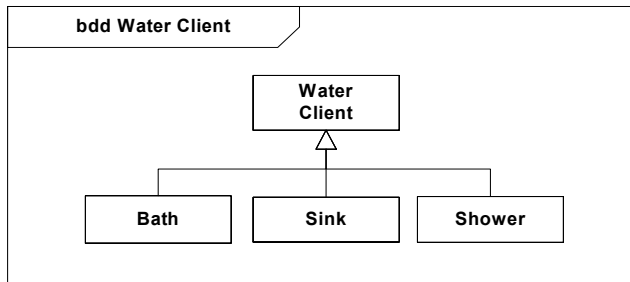 bdd Water Client
Water
Client
Bath
Sink
Shower